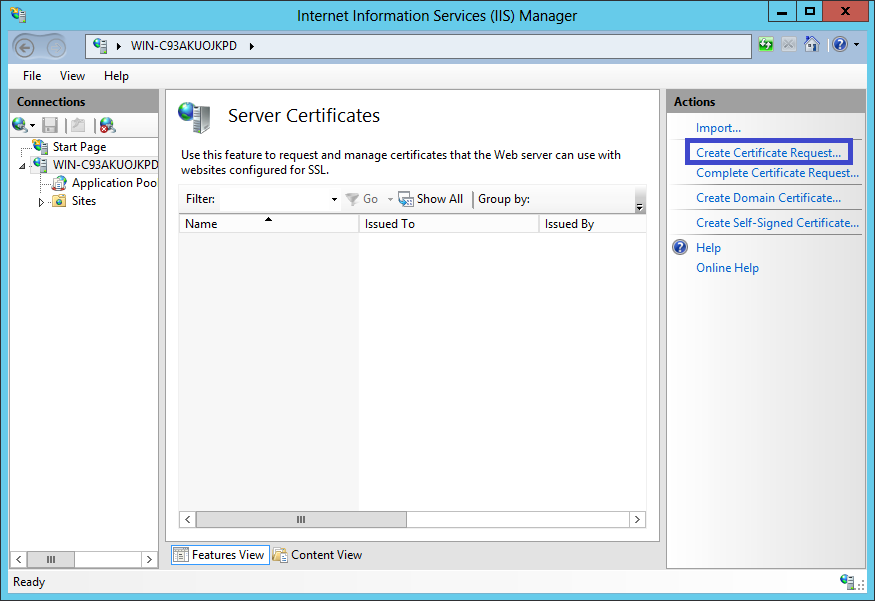 Internet Information Services (IIS) Manager
WIN-C93AKUOJKPD
File View Help
Connections
Start Page
WIN-C93AKUOJKPD
Application Poo
Sites
Server Certificates
Use this feature to request and manage certificates that the Web server can use with
websites configured for SSL.
Filter: Go Show All Group by:
Name Issued To Issued By
Features View Content View
Actions
Import...
Create Certificate Request...
Complete Certificate Request...
Create Domain Certificate...
Create Self-Signed Certificate...
Help
Online Help
Ready